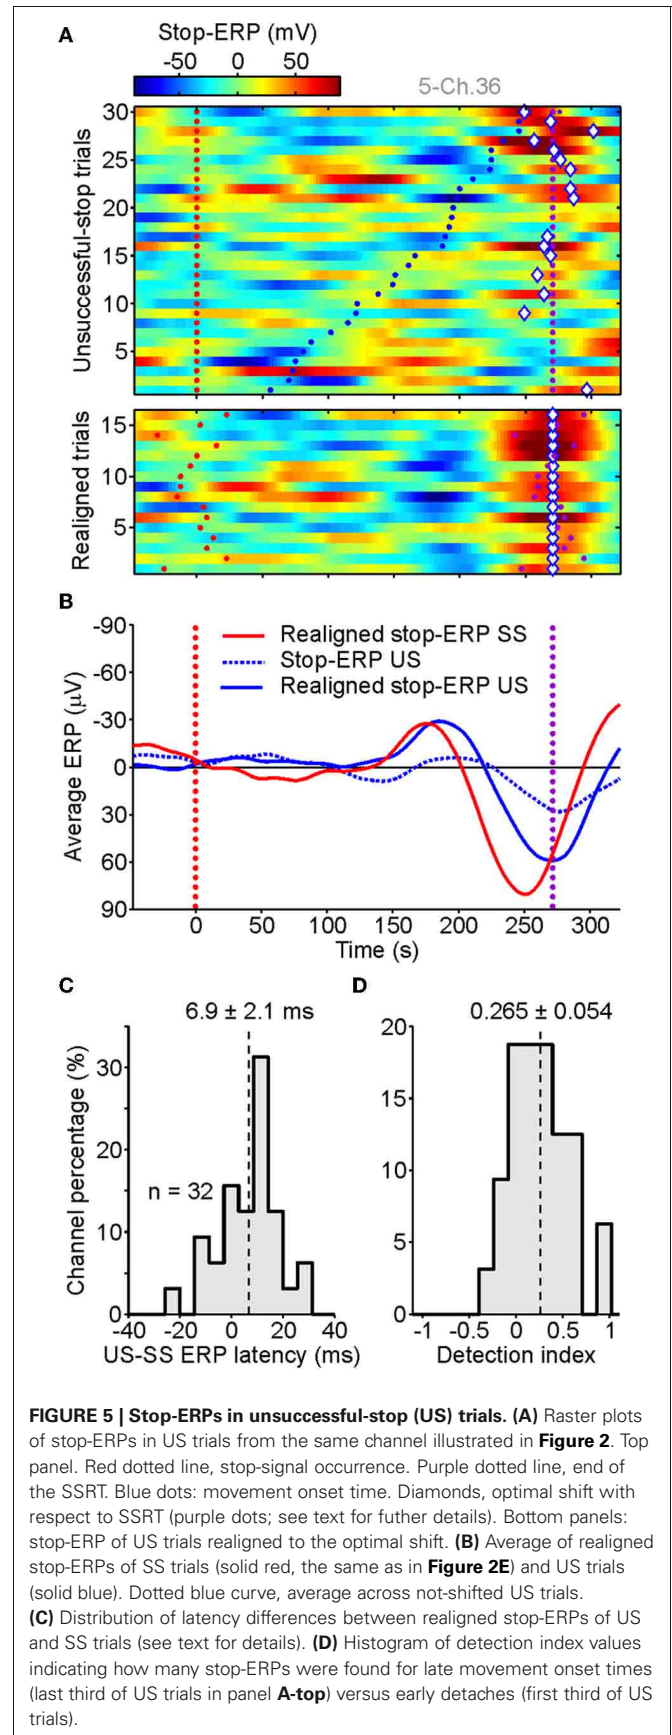 A
Stop-ERP (mV)
-50 0 50
5-Ch.36
Unsuccessful-stop trials
30
25
20
15
10
5
Realigned trials
15
10
5
0 50 100 150 200 250 300
B
Average ERP (μV)
-90
-60
-30
0
30
60
90
Realigned stop-ERP SS
Stop-ERP US
Realigned stop-ERP US
0 50 100 150 200 250 300
Time (s)
C
6.9 ± 2.1 ms
Channel percentage (%)
30
20
10
0
n = 32
-40 -20 0 20 40
US-SS ERP latency (ms)
D
0.265 ± 0.054
20
15
10
5
0
-1 -0.5 0 0.5 1
Detection index
FIGURE 5 | Stop-ERPs in unsuccessful-stop (US) trials. (A) Raster plots
of stop-ERPs in US trials from the same channel illustrated in Figure 2. Top
panel. Red dotted line, stop-signal occurrence. Purple dotted line, end of
the SSRT. Blue dots: movement onset time. Diamonds, optimal shift with
respect to SSRT (purple dots; see text for futher details). Bottom panels:
stop-ERP of US trials realigned to the optimal shift. (B) Average of realigned
stop-ERPs of SS trials (solid red, the same as in Figure 2E) and US trials
(solid blue). Dotted blue curve, average across not-shifted US trials.
(C) Distribution of latency differences between realigned stop-ERPs of US
and SS trials (see text for details). (D) Histogram of detection index values
indicating how many stop-ERPs were found for late movement onset times
(last third of US trials in panel A-top) versus early detaches (first third of US
trials).